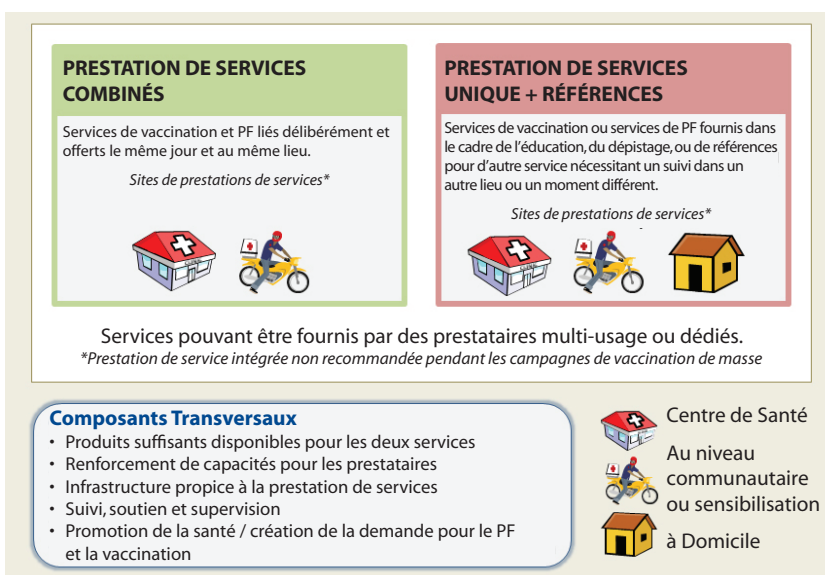 PRESTATION DE SERVICES
COMBINÉS
Services de vaccination et PF liés délibérément et
offerts le même jour et au même lieu.
Sites de prestations de services*
PRESTATION DE SERVICES
UNIQUE + RÉFÉRENCES
Services de vaccination ou services de PF fournis dans
le cadre de l'éducation, du dépistage, ou de références
pour d'autre service nécessitant un suivi dans un
autre lieu ou un moment différent.
Sites de prestations de services*
Services pouvant être fournis par des prestataires multi-usage ou dédiés.
*Prestation de service intégrée non recommandée pendant les campagnes de vaccination de masse
Composants Transversaux
• Produits suffisants disponibles pour les deux services
• Renforcement de capacités pour les prestataires
• Infrastructure propice à la prestation de services
• Suivi, soutien et supervision
• Promotion de la santé / création de la demande pour le PF
et la vaccination
Centre de Santé
Au niveau
communautaire
ou sensibilisation
à Domicile